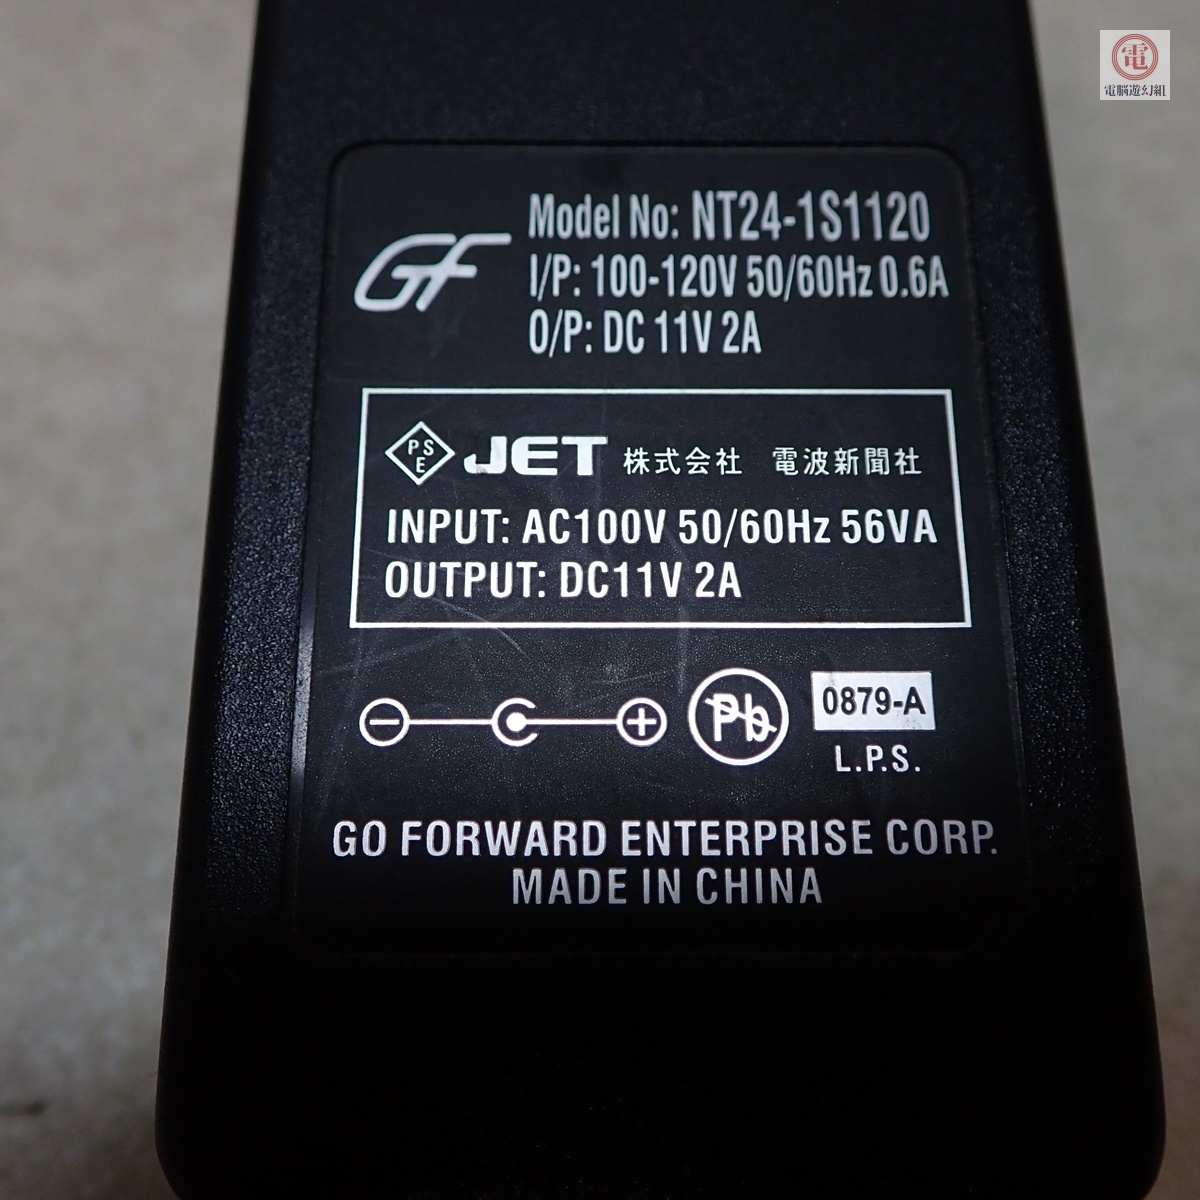 電
電脳遊幻組
GF
Model No: NT24-1S1120
I/P: 100-120V 50/60Hz 0.6A
O/P: DC 11V 2A
PSE JET 株式会社 電波新聞社
INPUT: AC100V 50/60Hz 56VA
OUTPUT: DC11V 2A
Pb
0879-A
L.P.S.
GO FORWARD ENTERPRISE CORP.
MADE IN CHINA